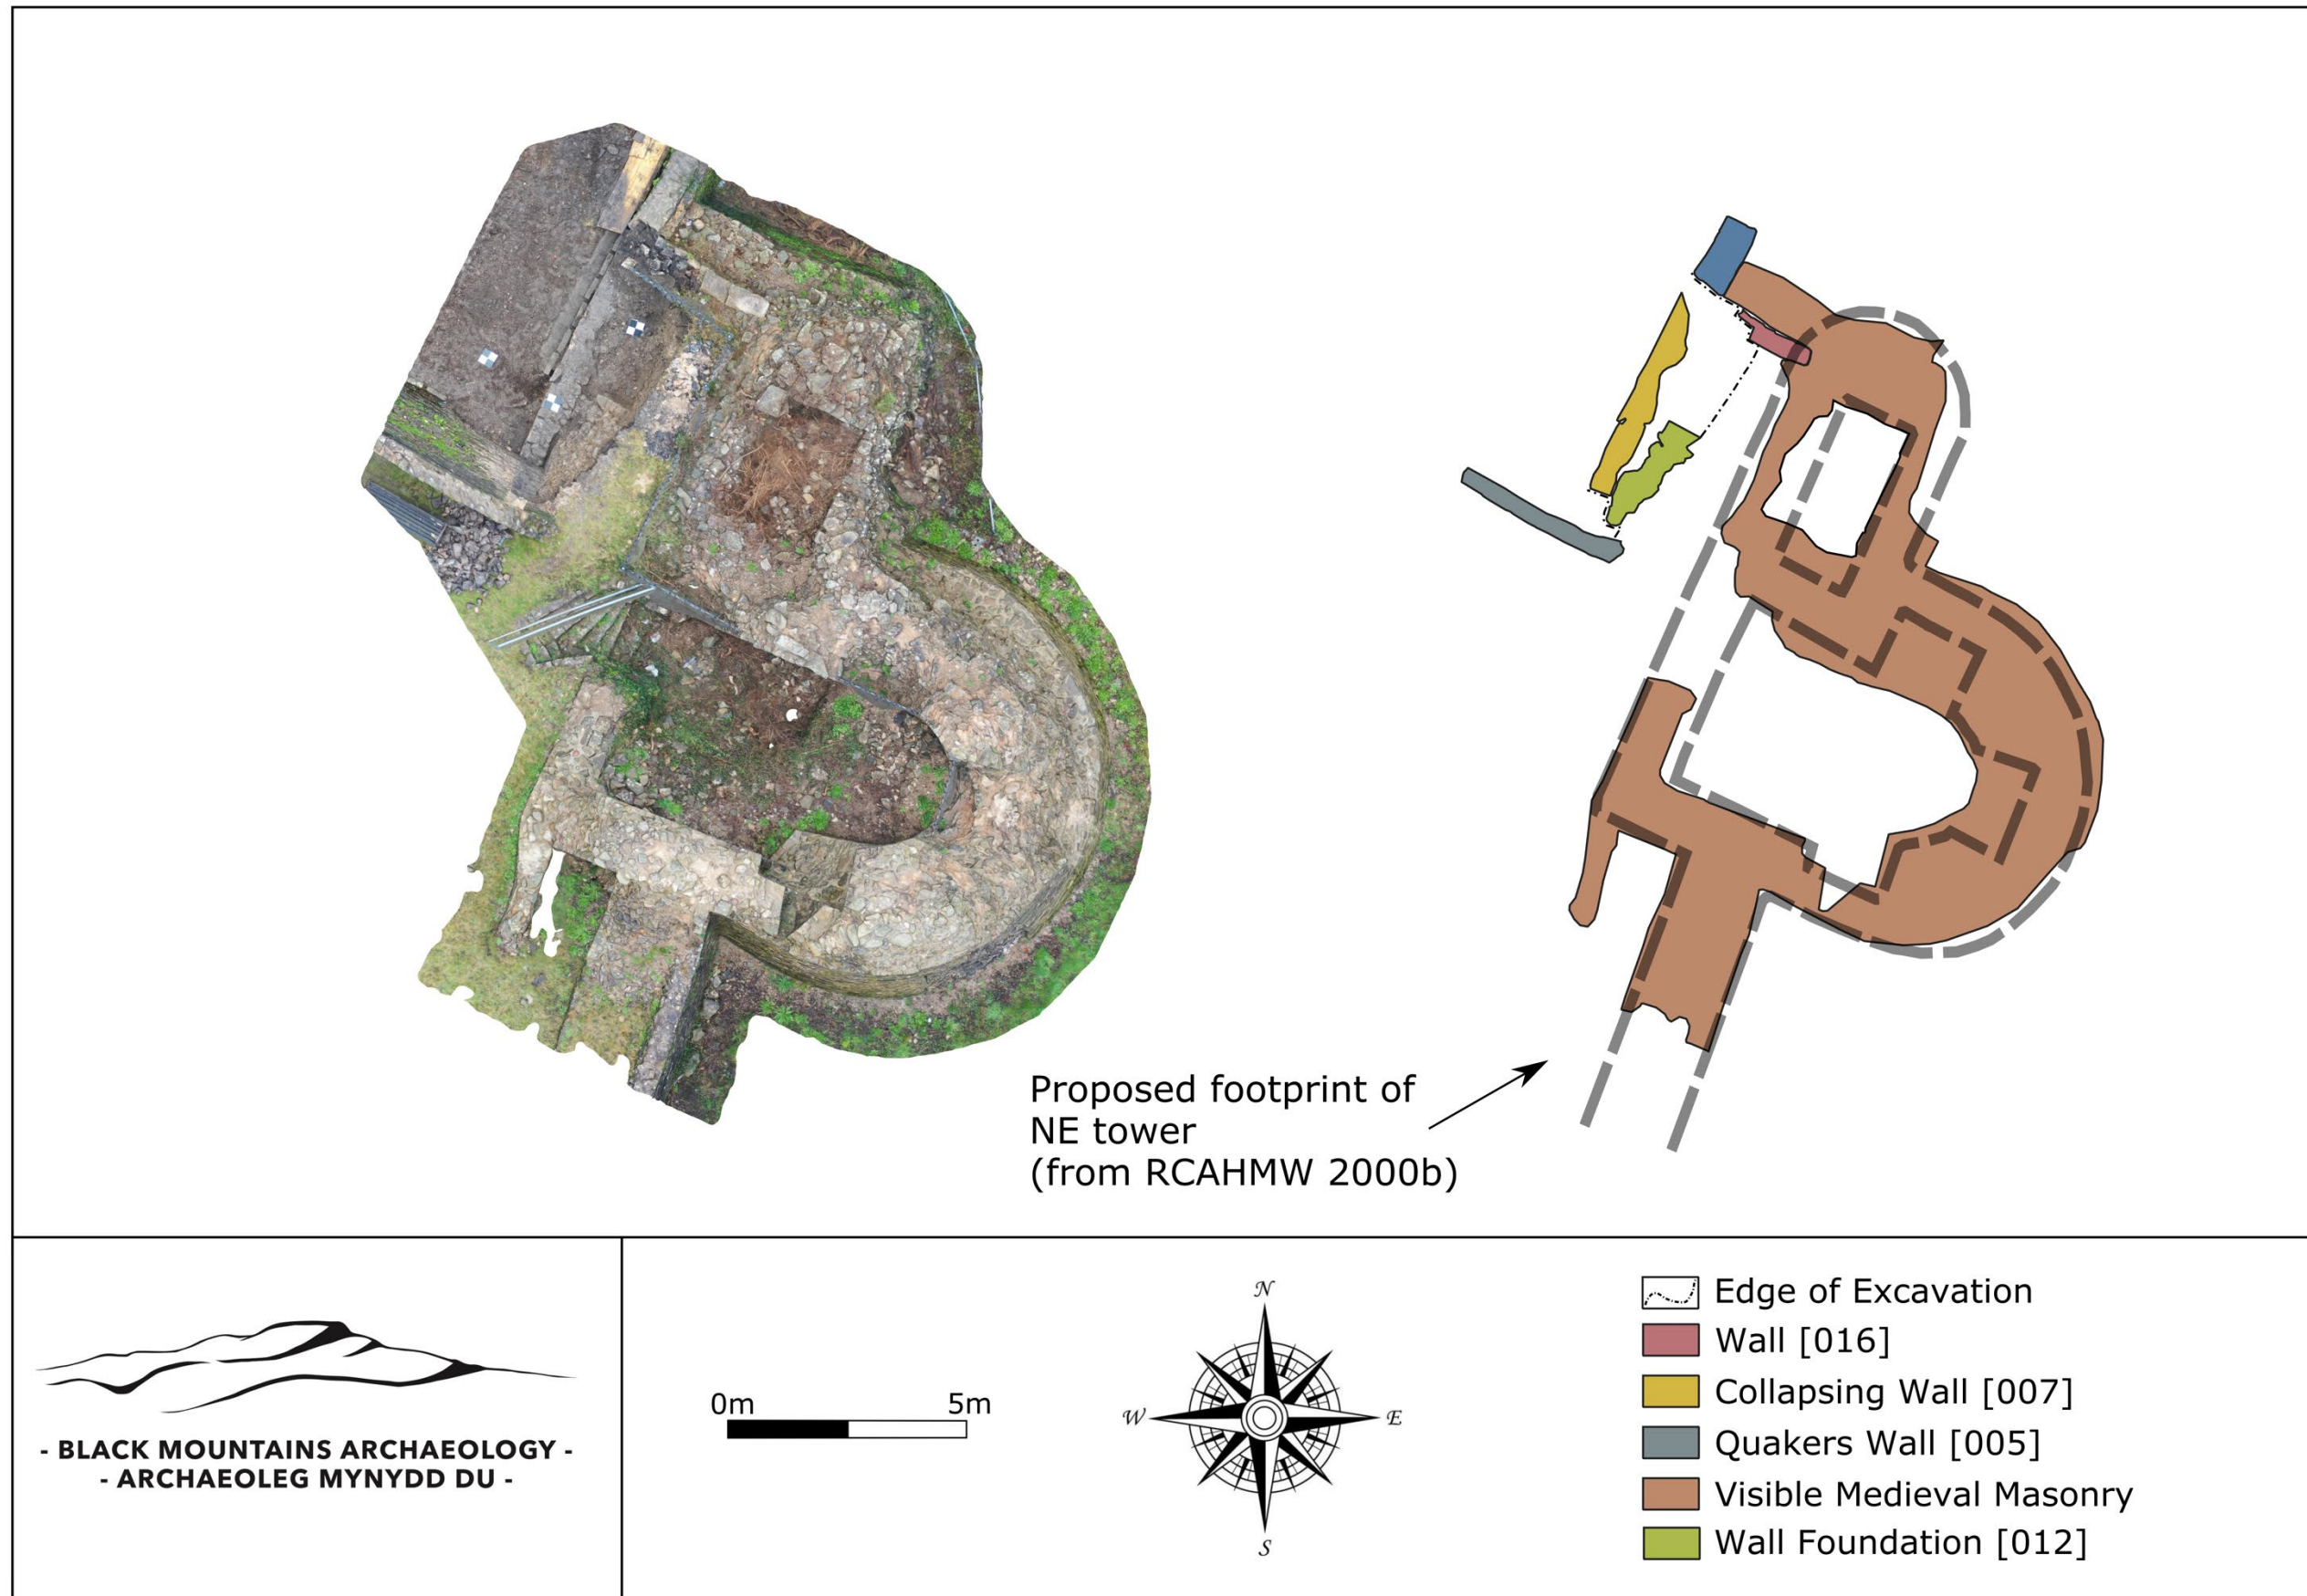 Proposed footprint of
NE tower
(from RCAHMW 2000b)
- BLACK MOUNTAINS ARCHAEOLOGY -
- ARCHAEOLEG MYNYDD DU -
0m 5m
N
W E
S
Edge of Excavation
Wall [016]
Collapsing Wall [007]
Quakers Wall [005]
Visible Medieval Masonry
Wall Foundation [012]